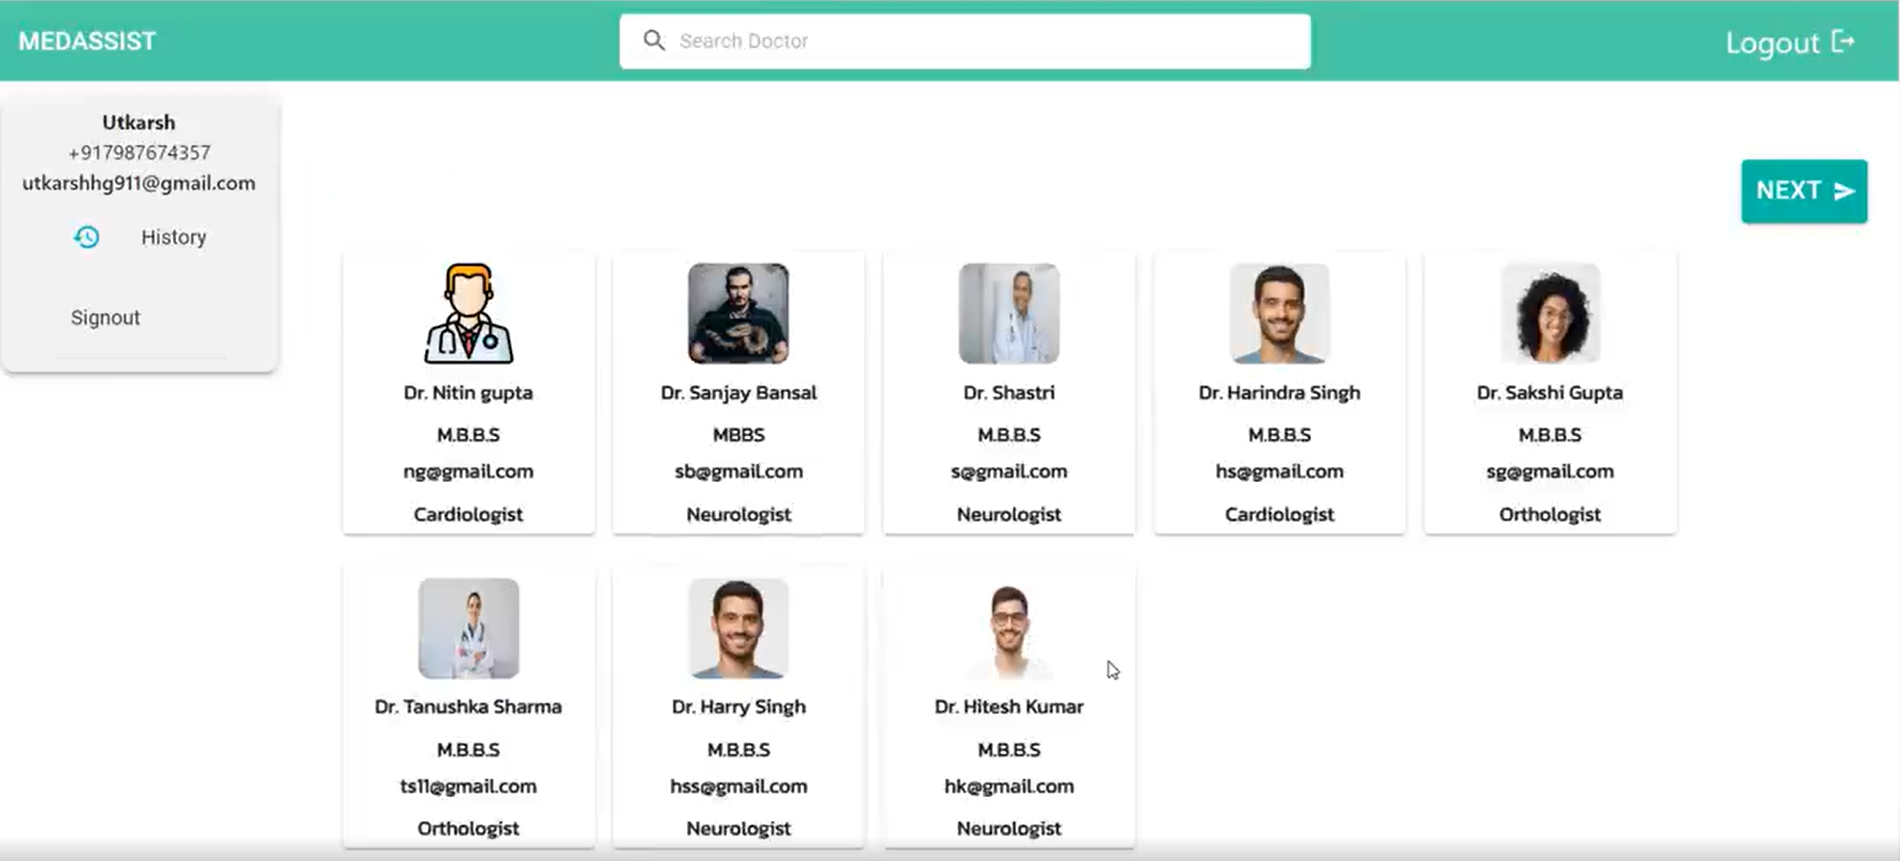 MEDASSIST
Search Doctor
Logout
Utkarsh
+917987674357
utkarshhg911@gmail.com
History
Signout
NEXT
Dr. Nitin gupta
M.B.B.S
ng@gmail.com
Cardiologist
Dr. Sanjay Bansal
MBBS
sb@gmail.com
Neurologist
Dr. Shastri
M.B.B.S
s@gmail.com
Neurologist
Dr. Harindra Singh
M.B.B.S
hs@gmail.com
Cardiologist
Dr. Sakshi Gupta
M.B.B.S
sg@gmail.com
Orthologist
Dr. Tanushka Sharma
M.B.B.S
ts11@gmail.com
Orthologist
Dr. Harry Singh
M.B.B.S
hss@gmail.com
Neurologist
Dr. Hitesh Kumar
M.B.B.S
hk@gmail.com
Neurologist